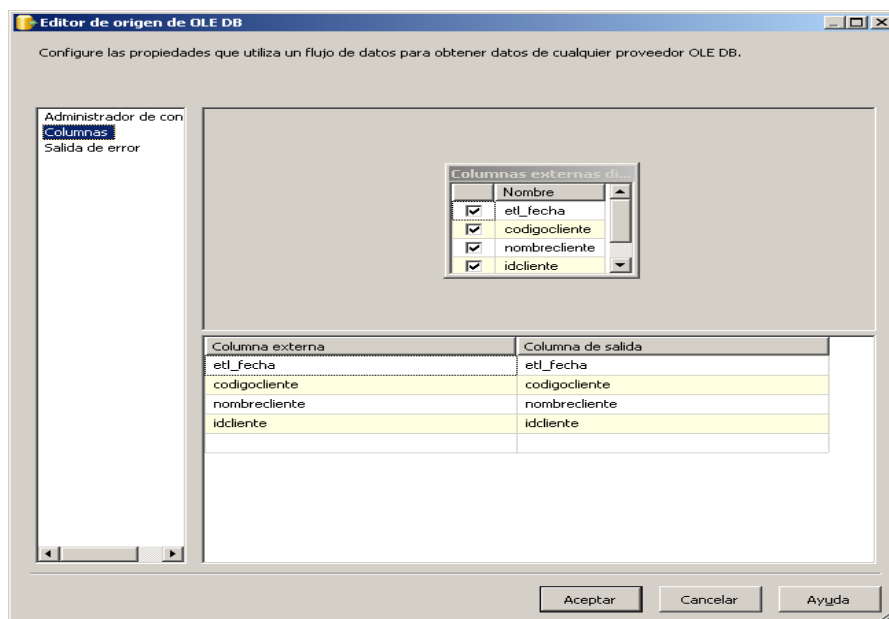 Editor de origen de OLE DB
Configure las propiedades que utiliza un flujo de datos para obtener datos de cualquier proveedor OLE DB.
Administrador de con
Columnas
Salida de error
Columnas externas di...
Nombre
etl_fecha
codigocliente
nombrecliente
idcliente
Columna externa Columna de salida
etl_fecha etl_fecha
codigocliente codigocliente
nombrecliente nombrecliente
idcliente idcliente
Aceptar Cancelar Ayuda